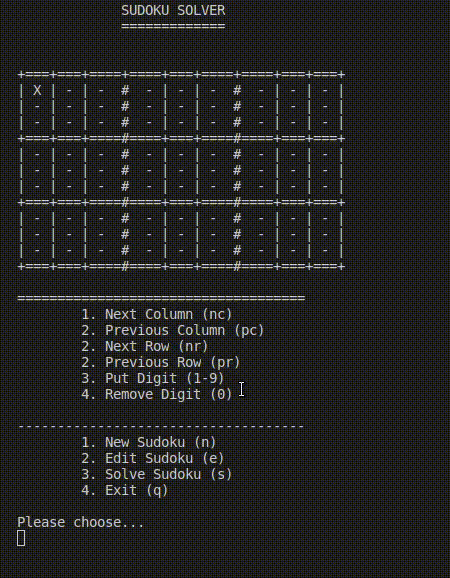 SUDOKU SOLVER
=============
+===+===+====+====+===+====+===+===+===+
| X | - | - # - | - | - # - | - | - |
| - | - | - # - | - | - # - | - | - |
| - | - | - # - | - | - # - | - | - |
+===+===+====#====+===+====#====+===+===+
| - | - | - # - | - | - # - | - | - |
| - | - | - # - | - | - # - | - | - |
| - | - | - # - | - | - # - | - | - |
+===+===+====#====+===+====#====+===+===+
| - | - | - # - | - | - # - | - | - |
| - | - | - # - | - | - # - | - | - |
| - | - | - # - | - | - # - | - | - |
+===+===+====#====+===+====#====+===+===+
====================================
1. Next Column (nc)
2. Previous Column (pc)
2. Next Row (nr)
2. Previous Row (pr)
3. Put Digit (1-9)
4. Remove Digit (0)
------------------------------------
1. New Sudoku (n)
2. Edit Sudoku (e)
3. Solve Sudoku (s)
4. Exit (q)
Please choose...